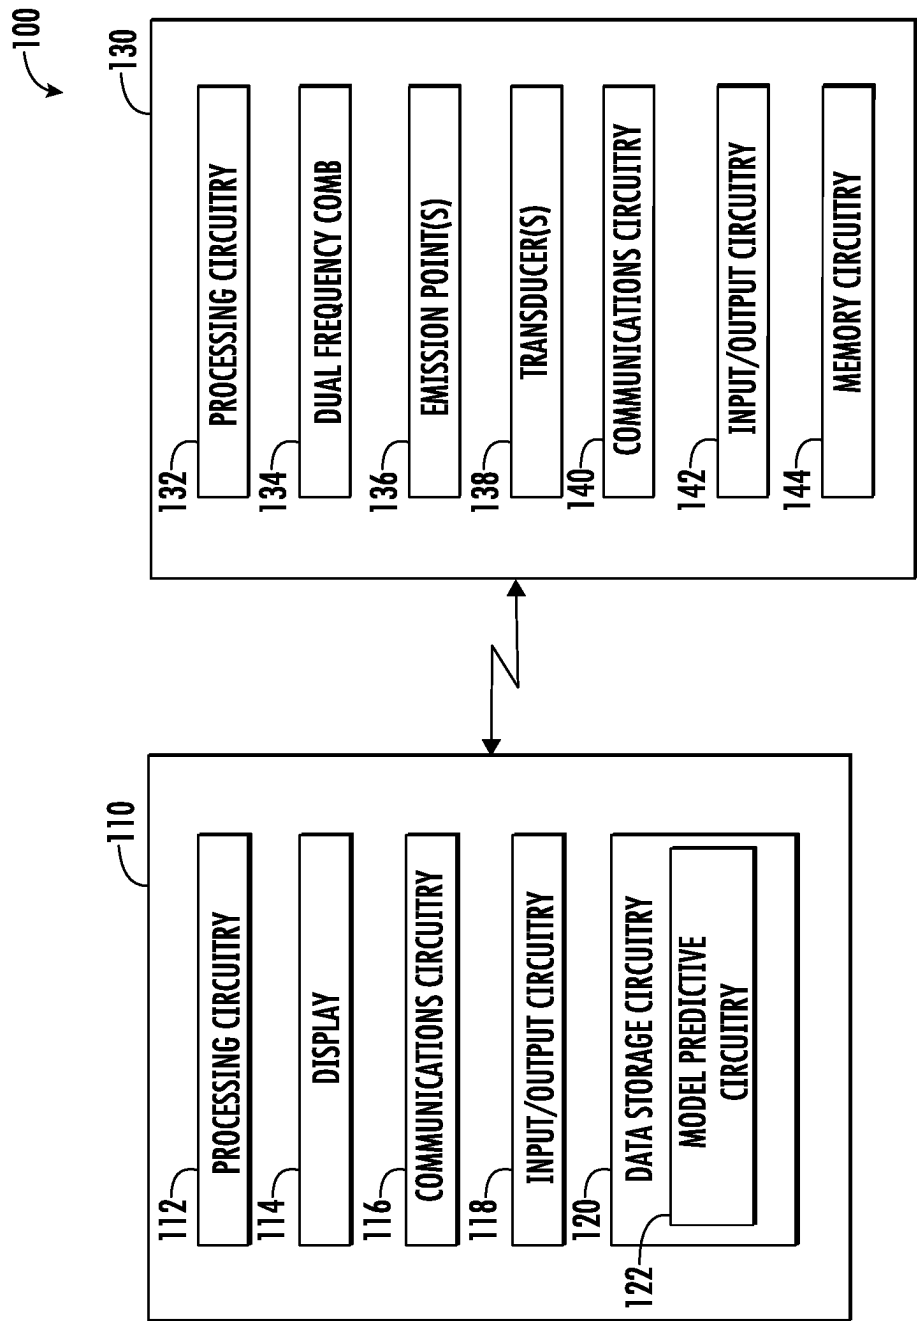 100
110
112
PROCESSING CIRCUITRY
114
DISPLAY
116
COMMUNICATIONS CIRCUITRY
118
INPUT/OUTPUT CIRCUITRY
120
DATA STORAGE CIRCUITRY
122
MODEL PREDICTIVE
CIRCUITRY
130
132
PROCESSING CIRCUITRY
134
DUAL FREQUENCY COMB
136
EMISSION POINT(S)
138
TRANSDUCER(S)
140
COMMUNICATIONS CIRCUITRY
142
INPUT/OUTPUT CIRCUITRY
144
MEMORY CIRCUITRY